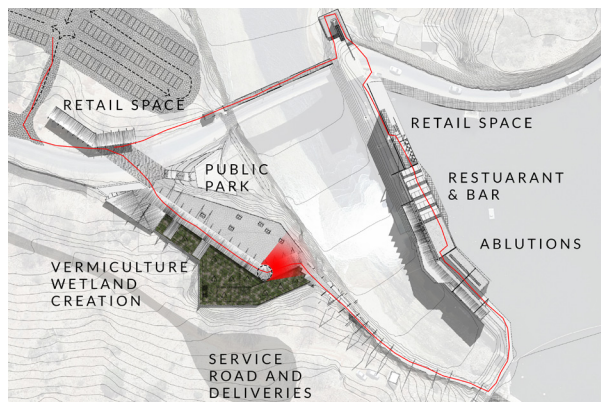 RETAIL SPACE
RETAIL SPACE
PUBLIC
PARK
RESTUARANT
& BAR
ABLUTIONS
VERMICULTURE
WETLAND
CREATION
SERVICE
ROAD AND
DELIVERIES